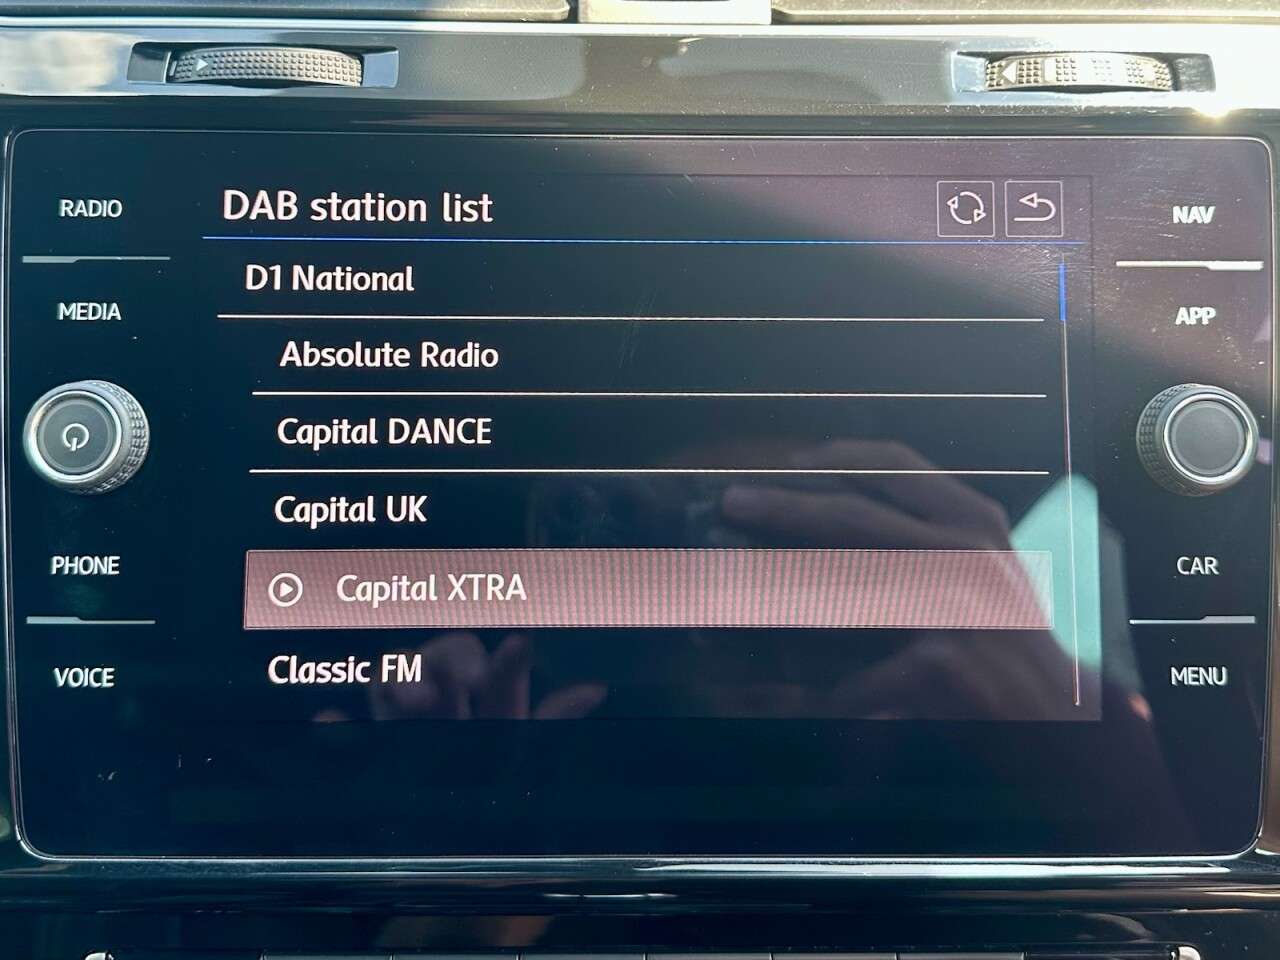 RADIO
MEDIA
PHONE
VOICE
DAB station list
D1 National
Absolute Radio
Capital DANCE
Capital UK
Capital XTRA
Classic FM
NAV
APP
CAR
MENU